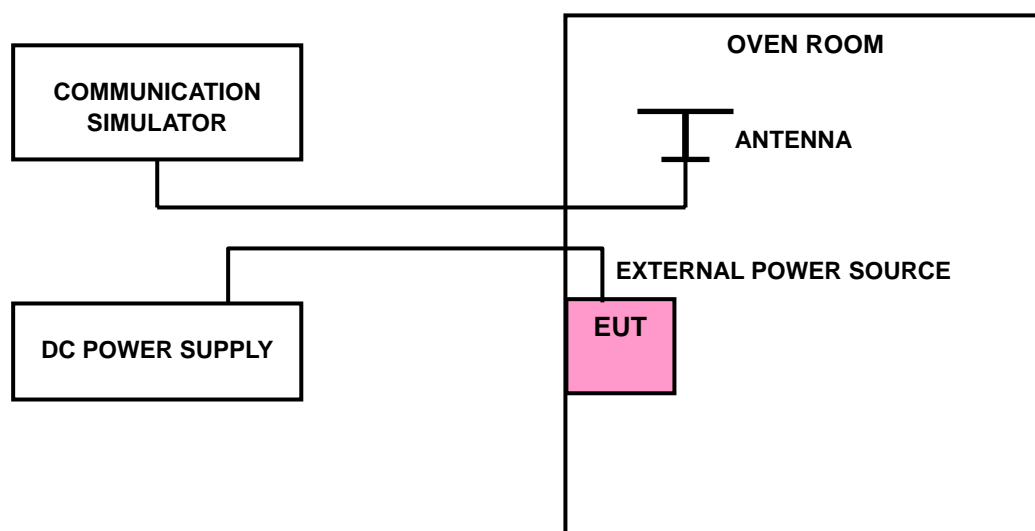 OVEN ROOM
COMMUNICATION
SIMULATOR
ANTENNA
EXTERNAL POWER SOURCE
EUT
DC POWER SUPPLY